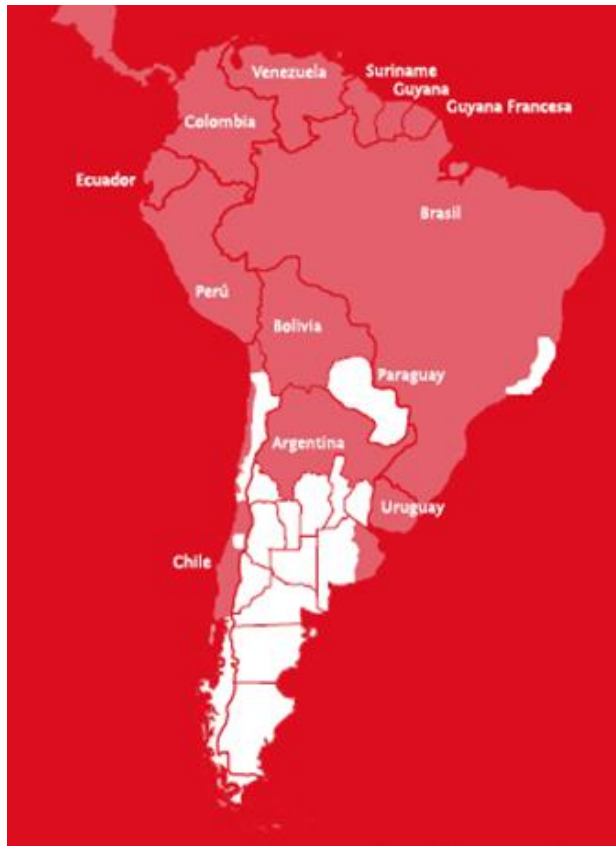 Venezuela
Suriname
Guyana
Guyana Francesa
Colombia
Ecuador
Brasil
Perú
Bolivia
Paraguay
Argentina
Uruguay
Chile